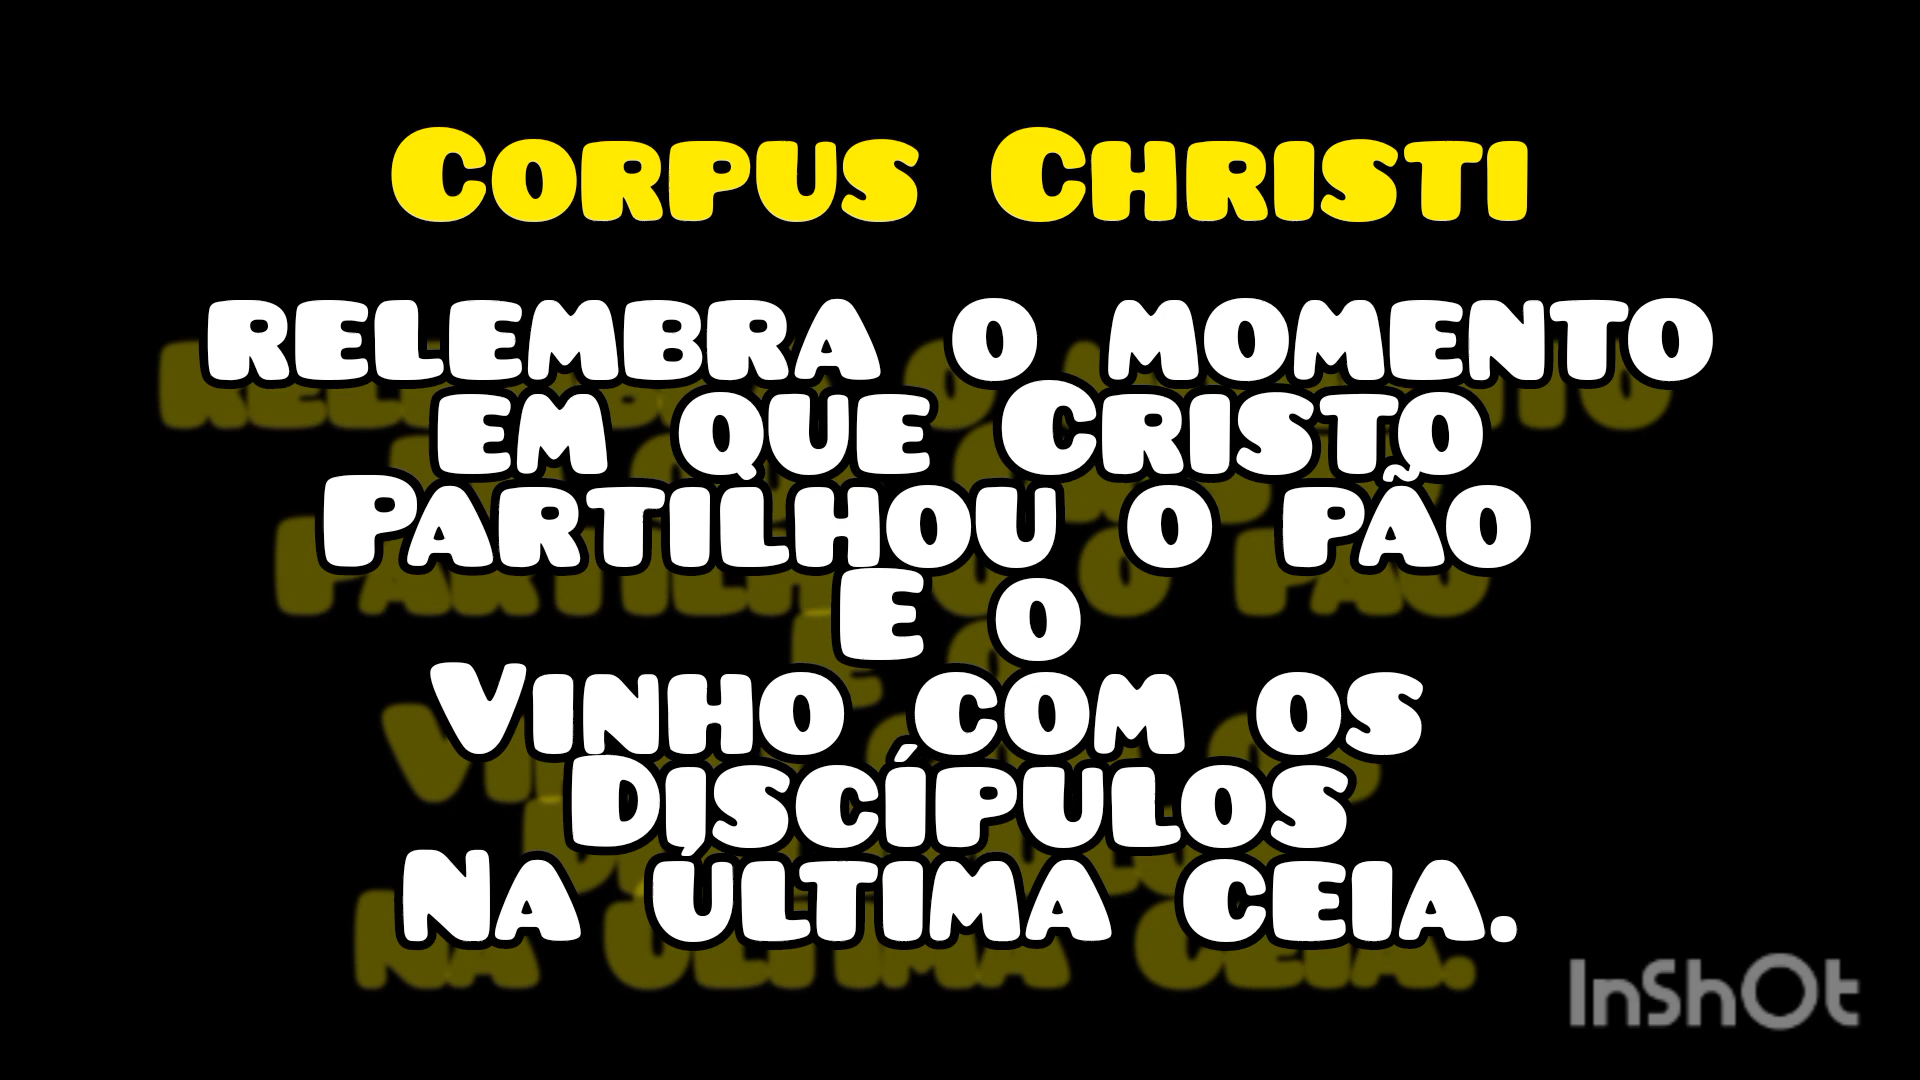 Corpus Christi
relembra o momento
em que Cristo
Partilhou o pão
E o
Vinho com os
Discípulos
Na última ceia.
InShOt